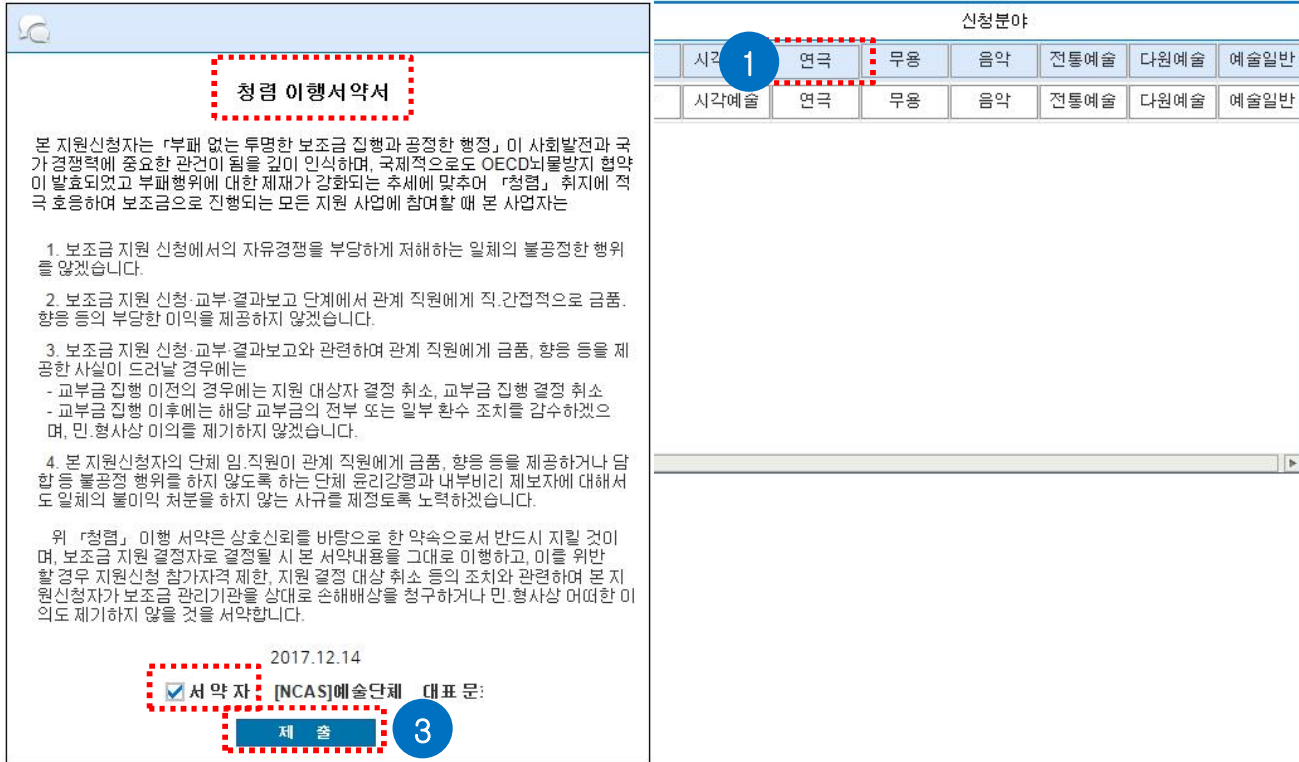 청렴 이행서약서
본 지원신청자는 「부패 없는 투명한 보조금 집행과 공정한 행정」이 사회발전과 국
가 경쟁력에 중요한 관건이 됨을 깊이 인식하며, 국제적으로도 OECD뇌물방지 협약
이 발효되었고 부패행위에 대한 제재가 강화되는 추세에 맞추어 「청렴」 취지에 적
극 호응하여 보조금으로 진행되는 모든 지원 사업에 참여할 때 본 사업자는
1. 보조금 지원 신청에서의 자유경쟁을 부당하게 저해하는 일체의 불공정한 행위
를 않겠습니다.
2. 보조금 지원 신청·교부·결과보고 단계에서 관계 직원에게 직.간접적으로 금품.
향응 등의 부당한 이익을 제공하지 않겠습니다.
3. 보조금 지원 신청·교부·결과보고와 관련하여 관계 직원에게 금품, 향응 등을 제
공한 사실이 드러날 경우에는
- 교부금 집행 이전의 경우에는 지원 대상자 결정 취소, 교부금 집행 결정 취소
- 교부금 집행 이후에는 해당 교부금의 전부 또는 일부 환수 조치를 감수하겠으
며, 민.형사상 이의를 제기하지 않겠습니다.
4. 본 지원신청자의 단체 임.직원이 관계 직원에게 금품, 향응 등을 제공하거나 담
합 등 불공정 행위를 하지 않도록 하는 단체 윤리강령과 내부비리 제보자에 대해서
도 일체의 불이익 처분을 하지 않는 사규를 제정토록 노력하겠습니다.
위 「청렴」 이행 서약은 상호신뢰를 바탕으로 한 약속으로서 반드시 지킬 것이
며, 보조금 지원 결정자로 결정될 시 본 서약내용을 그대로 이행하고, 이를 위반
할 경우 지원신청 참가자격 제한, 지원 결정 대상 취소 등의 조치와 관련하여 본 지
원신청자가 보조금 관리기관을 상대로 손해배상을 청구하거나 민.형사상 어떠한 이
의도 제기하지 않을 것을 서약합니다.
2017.12.14
서 약 자 [NCAS]예술단체 대표 문
제 출 3
신청분야
1 연극 무용 음악 전통예술 다원예술 예술일반
시각예술 연극 무용 음악 전통예술 다원예술 예술일반